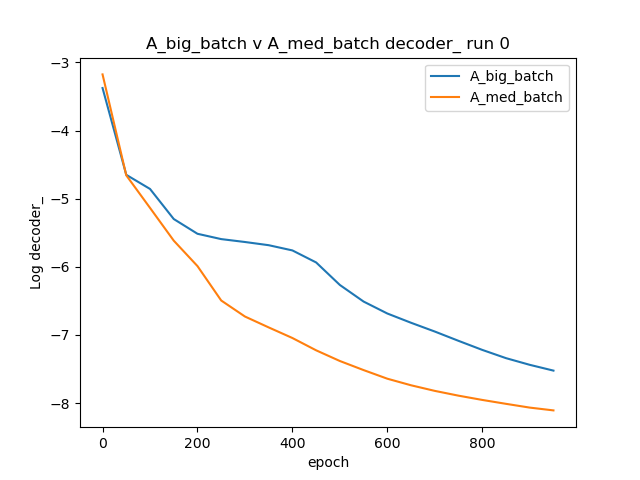 A_big_batch v A_med_batch decoder_ run 0
A_big_batch
A_med_batch
Log decoder_
−3
−4
−5
−6
−7
−8
0
200
400
600
800
epoch